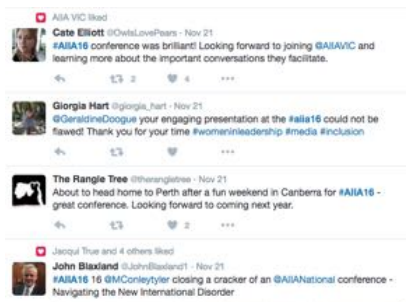 AIIA VIC liked
Cate Elliott @OwlsLovePears · Nov 21
#AIIA16 conference was brilliant! Looking forward to joining @AIIAVIC and
learning more about the important conversations they facilitate.
2 4
Giorgia Hart @giorgia_hart · Nov 21
@GeraldineDoogue your engaging presentation at the #aiia16 could not be
flawed! Thank you for your time #womeninleadership #media #inclusion
The Rangle Tree @therangletree · Nov 21
About to head home to Perth after a fun weekend in Canberra for #AIIA16 -
great conference. Looking forward to coming next year.
2
Jacqui True and 4 others liked
John Blaxland @JohnBlaxland1 · Nov 21
#AIIA16 16 @MConleytyler closing a cracker of an @AIIANational conference -
Navigating the New International Disorder